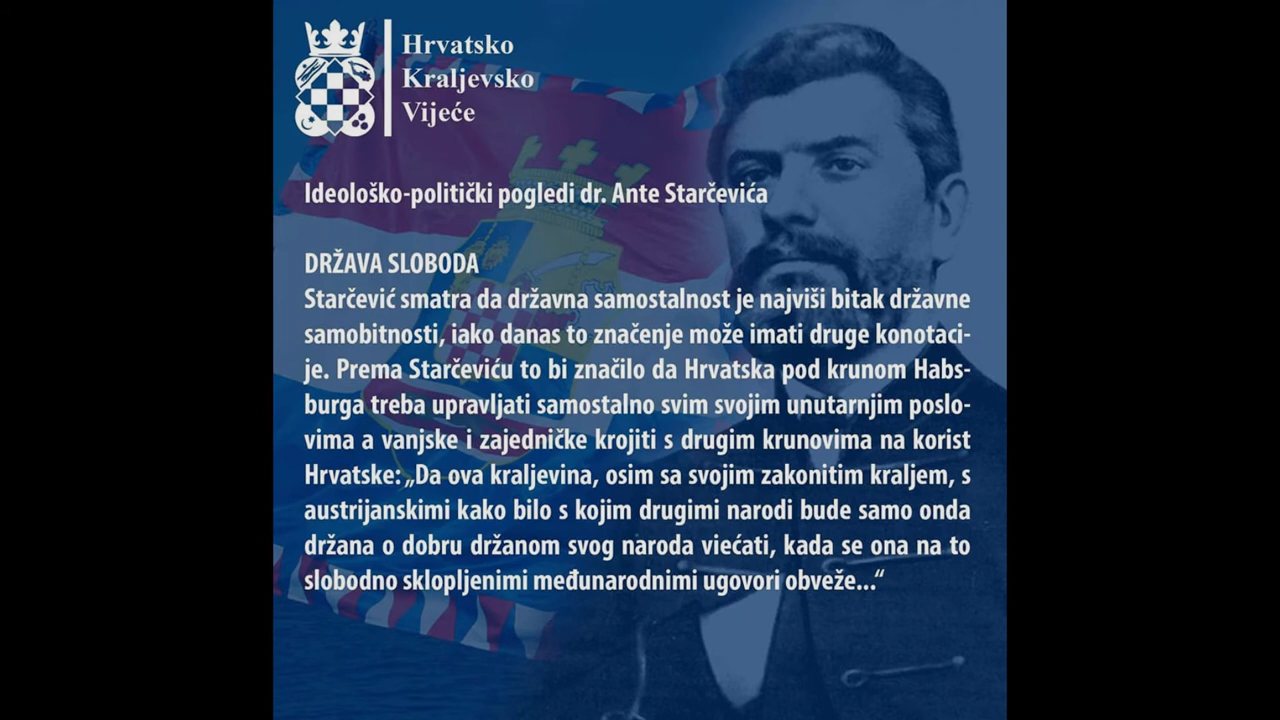 Hrvatsko
Kraljevsko
Vijeće
Ideološko-politički pogledi dr. Ante Starčevića
DRŽAVA SLOBODA
Starčević smatra da državna samostalnost je najviši bitak državne
samobitnosti, iako danas to značenje može imati druge konotaci-
je. Prema Starčeviću to bi značilo da Hrvatska pod krunom Habs-
burga treba upravljati samostalno svim svojim unutarnjim poslo-
vima a vanjske i zajedničke krojiti s drugim krunovima na korist
Hrvatske: „Da ova kraljevina, osim sa svojim zakonitim kraljem, s
austrijanskimi kako bilo s kojim drugimi narodi bude samo onda
držana o dobru držanom svog naroda viećati, kada se ona na to
slobodno sklopljenimi međunarodnimi ugovori obveže...“